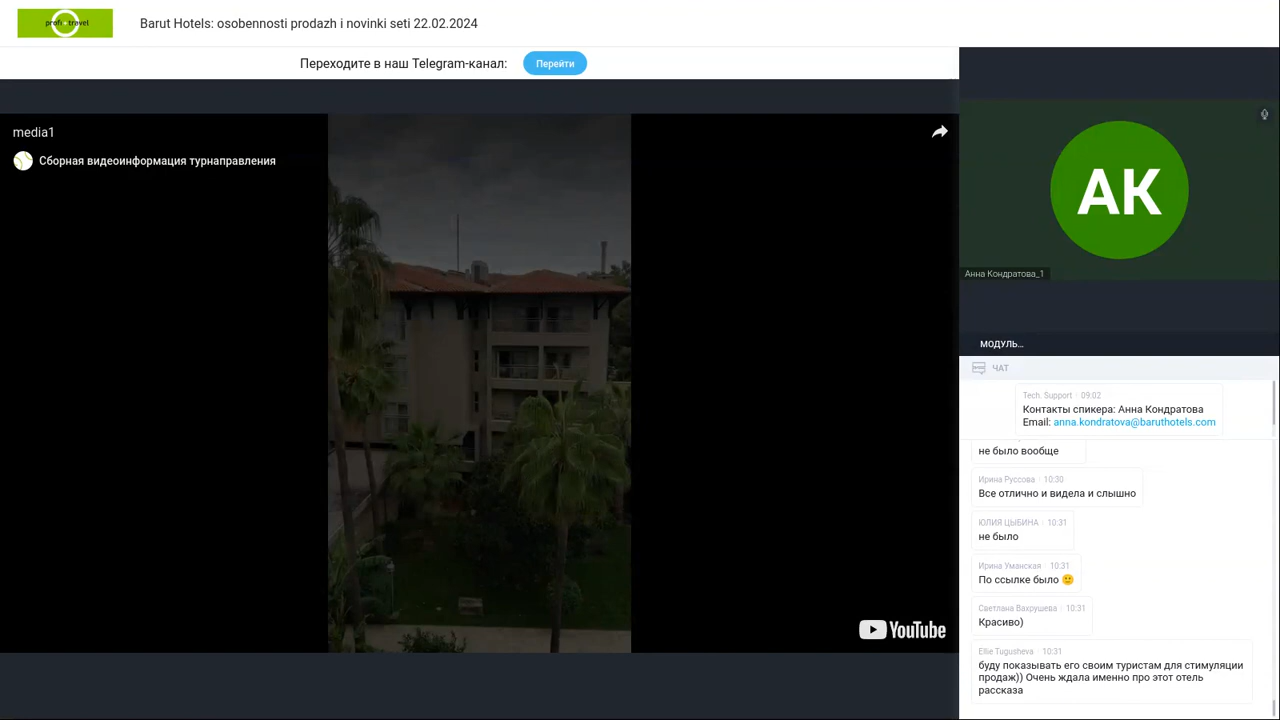 profi travel
Barut Hotels: osobennosti prodazh i novinki seti 22.02.2024
Переходите в наш Telegram-канал:
Перейти
media1
Сборная видеоинформация турнаправления
YouTube
АК
Анна Кондратова_1
МОДУЛЬ...
ЧАТ
Tech. Support 09:02
Контакты спикера: Анна Кондратова
Email: anna.kondratova@baruthotels.com
не было вообще
Ирина Руссова 10:30
Все отлично и видела и слышно
ЮЛИЯ ЦЫБИНА 10:31
не было
Ирина Уманская 10:31
По ссылке было 🙂
Светлана Вахрушева 10:31
Красиво)
Ellie Tugusheva 10:31
буду показывать его своим туристам для стимуляции
продаж)) Очень ждала именно про этот отель
рассказа